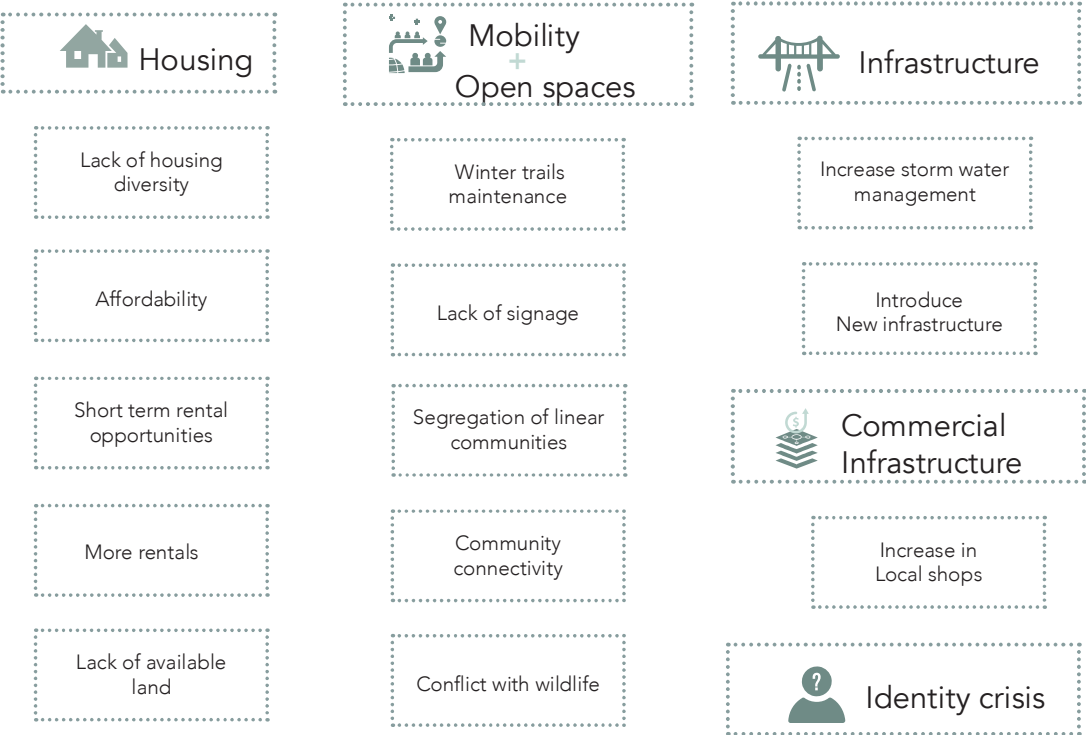 Housing
Lack of housing
diversity
Affordability
Short term rental
opportunities
More rentals
Lack of available
land
Mobility
+
Open spaces
Winter trails
maintenance
Lack of signage
Segregation of linear
communities
Community
connectivity
Conflict with wildlife
Infrastructure
Increase storm water
management
Introduce
New infrastructure
$
Commercial
Infrastructure
Increase in
Local shops
?
Identity crisis